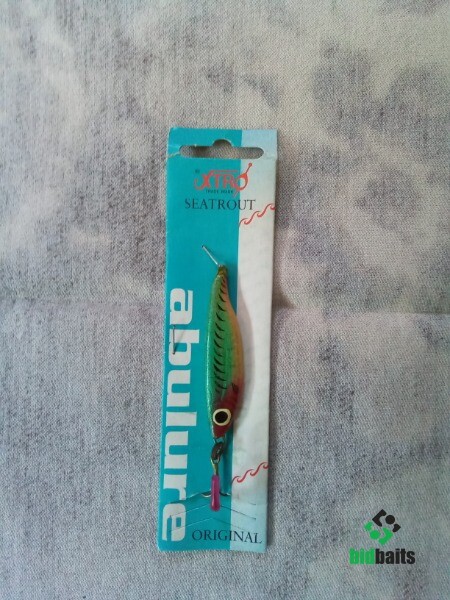 SEATROUT
abulure
ORIGINAL
bidbaits